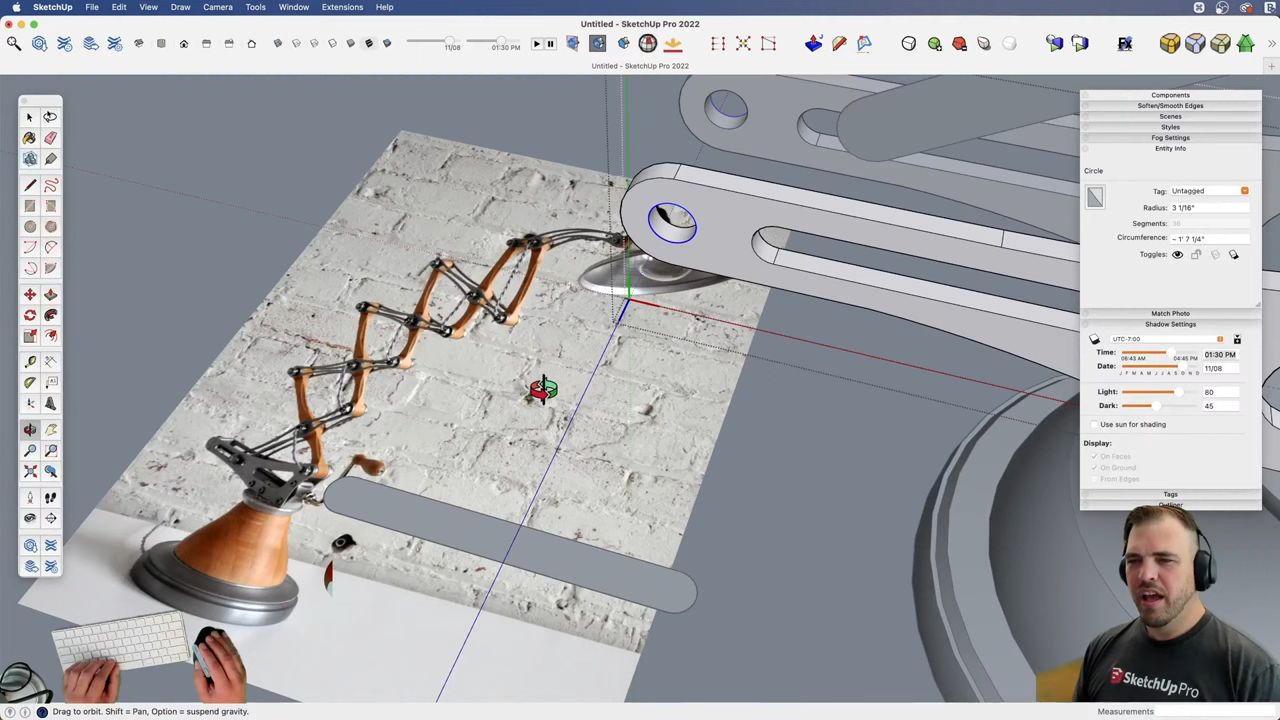 SketchUp File Edit View Draw Camera Tools Window Extensions Help
Untitled - SketchUp Pro 2022
11/08
01:30 PM
FX
Untitled - SketchUp Pro 2022
Components
Soften/Smooth Edges
Scenes
Styles
Fog Settings
Entity Info
Circle
Tag: Untagged
Radius: 3 1/16"
Circumference: ~ 1' 7 1/4"
Toggles:
Match Photo
Shadow Settings
UTC-7:00
Time: 01:30 PM
06:43 AM 04:45 PM
Date: 11/08
J F M A M J J A S O N D
Light: 80
Dark: 45
Use sun for shading
Display:
On Faces
On Ground
From Edges
Tags
SketchUp Pro
Drag to orbit. Shift = Pan, Option = suspend gravity.
Measurements